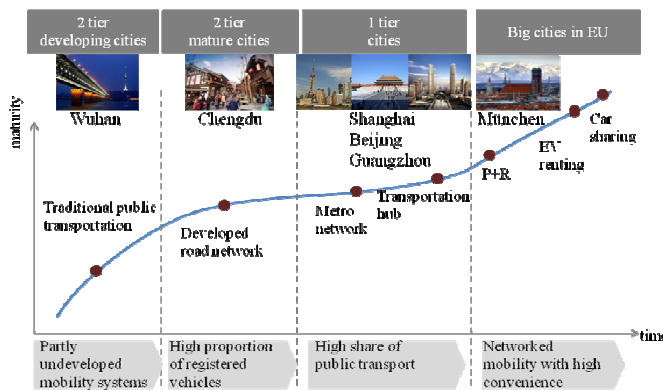 2 tier
developing cities
2 tier
mature cities
1 tier
cities
Big cities in EU
Wuhan
Chengdu
Shanghai
Beijing
Guangzhou
München
Car
sharing
EV
renting
P+R
maturity
Traditional public
transportation
Developed
road network
Metro
network
Transportation
hub
time
Partly
undeveloped
mobility systems
High proportion
of registered
vehicles
High share of
public transport
Networked
mobility with high
convenience